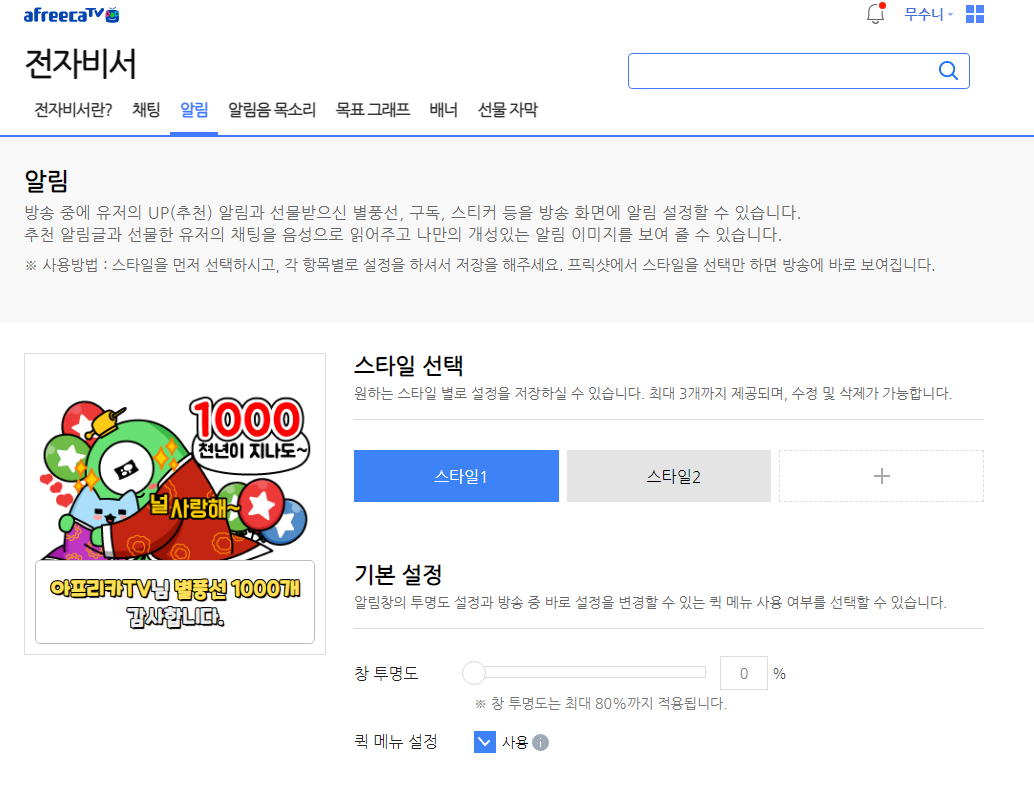 afreecaTV
무수니
전자비서
전자비서란? 채팅 알림 알림음 목소리 목표 그래프 배너 선물 자막
알림
방송 중에 유저의 UP(추천) 알림과 선물받으신 별풍선, 구독, 스티커 등을 방송 화면에 알림 설정할 수 있습니다.
추천 알림글과 선물한 유저의 채팅을 음성으로 읽어주고 나만의 개성있는 알림 이미지를 보여 줄 수 있습니다.
※ 사용방법 : 스타일을 먼저 선택하시고, 각 항목별로 설정을 하셔서 저장을 해주세요. 프릭샷에서 스타일을 선택만 하면 방송에 바로 보여집니다.
1000
천년이 지나도~
널 사랑해~
아프리카TV님 별풍선 1000개
감사합니다.
스타일 선택
원하는 스타일 별로 설정을 저장하실 수 있습니다. 최대 3개까지 제공되며, 수정 및 삭제가 가능합니다.
스타일1 스타일2 +
기본 설정
알림창의 투명도 설정과 방송 중 바로 설정을 변경할 수 있는 퀵 메뉴 사용 여부를 선택할 수 있습니다.
창 투명도 0 %
※ 창 투명도는 최대 80%까지 적용됩니다.
퀵 메뉴 설정 사용